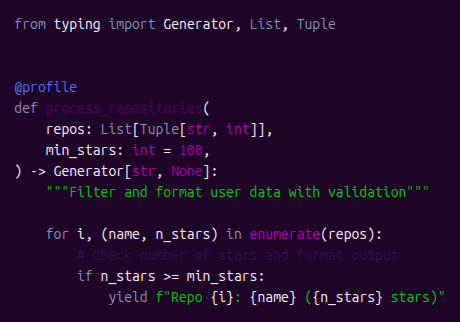 from typing import Generator, List, Tuple
@profile
def process_repositories(
    repos: List[Tuple[str, int]],
    min_stars: int = 100,
) -> Generator[str, None]:
    """Filter and format user data with validation"""
    for i, (name, n_stars) in enumerate(repos):
        # Check number of stars and format output
        if n_stars >= min_stars:
            yield f"Repo {i}: {name} ({n_stars} stars)"